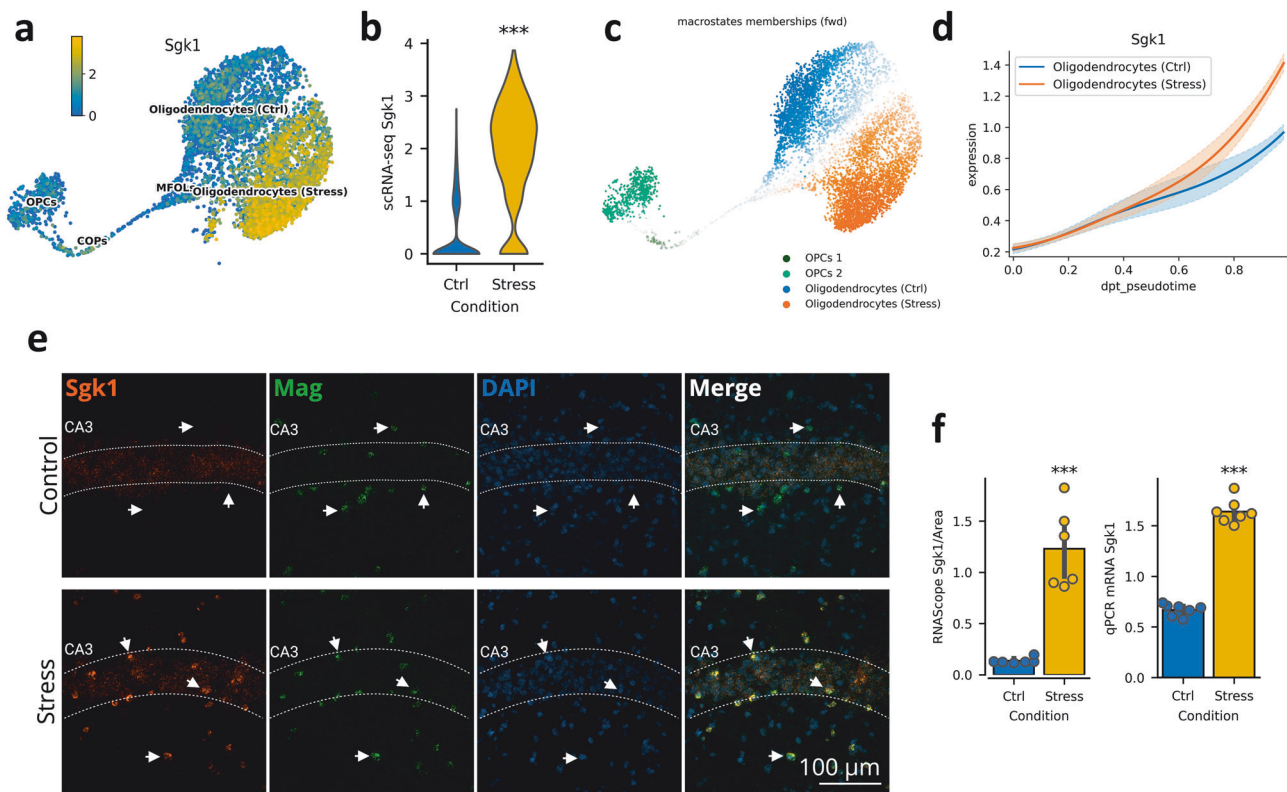 a
Sgk1
2
0
Oligodendrocytes (Ctrl)
MFOLs
Oligodendrocytes (Stress)
OPCs
COPs
b
***
scRNA-seq Sgk1
4
3
2
1
0
Ctrl
Stress
Condition
c
macrostates memberships (fwd)
OPCs 1
OPCs 2
Oligodendrocytes (Ctrl)
Oligodendrocytes (Stress)
d
Sgk1
Oligodendrocytes (Ctrl)
Oligodendrocytes (Stress)
expression
1.4
1.2
1.0
0.8
0.6
0.4
0.2
0.0
0.2
0.4
0.6
0.8
dpt_pseudotime
e
Sgk1
Mag
DAPI
Merge
Control
CA3
CA3
CA3
CA3
Stress
CA3
CA3
CA3
CA3
100 µm
f
***
RNAScope Sgk1/Area
1.5
1.0
0.5
0.0
Ctrl
Stress
Condition
***
qPCR mRNA Sgk1
1.5
1.0
0.5
0.0
Ctrl
Stress
Condition